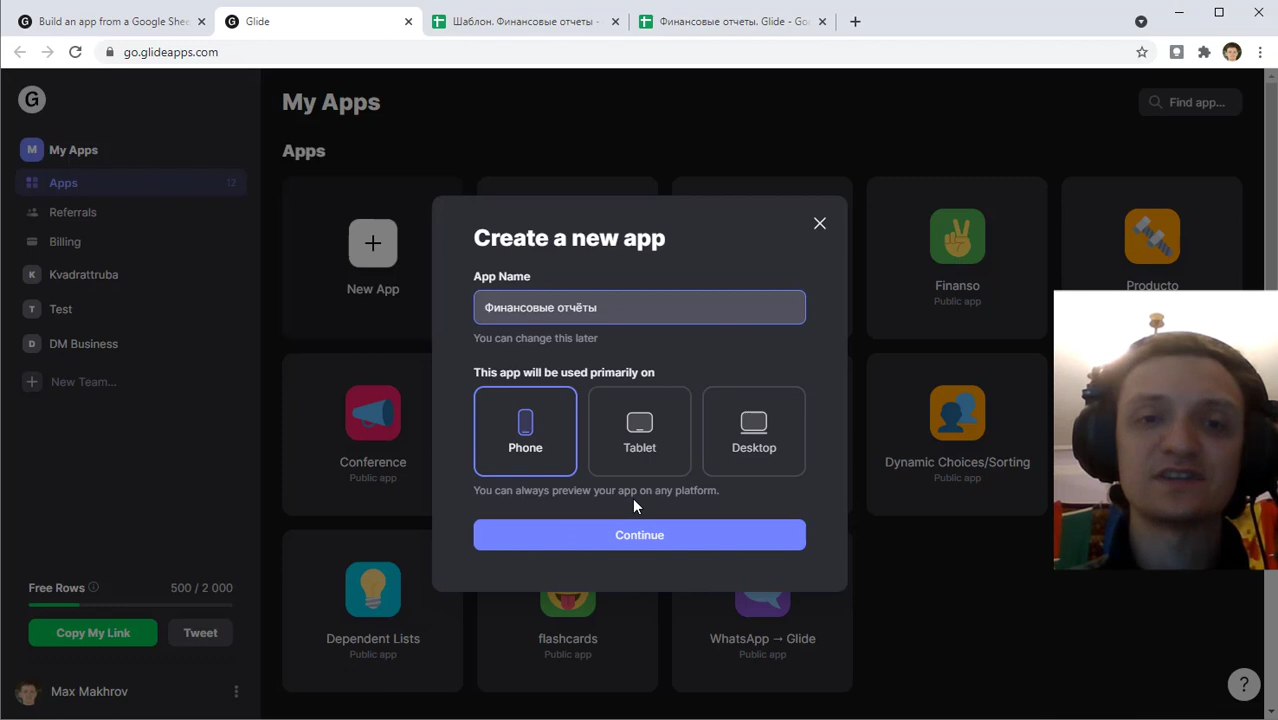 Build an app from a Google Shee
Glide
Шаблон. Финансовые отчеты -
Финансовые отчеты. Glide - Goo
go.glideapps.com
G
My Apps
Find app...
M
My Apps
Apps
Apps
12
Referrals
Billing
K
Kvadrattruba
T
Test
D
DM Business
New Team...
New App
Finanso
Public app
Producto
Create a new app
App Name
Финансовые отчёты
You can change this later
This app will be used primarily on
Phone
Tablet
Desktop
You can always preview your app on any platform.
Continue
Conference
Public app
Dynamic Choices/Sorting
Public app
Dependent Lists
Public app
flashcards
Public app
WhatsApp → Glide
Public app
Free Rows
500 / 2 000
Copy My Link
Tweet
Max Makhrov
?